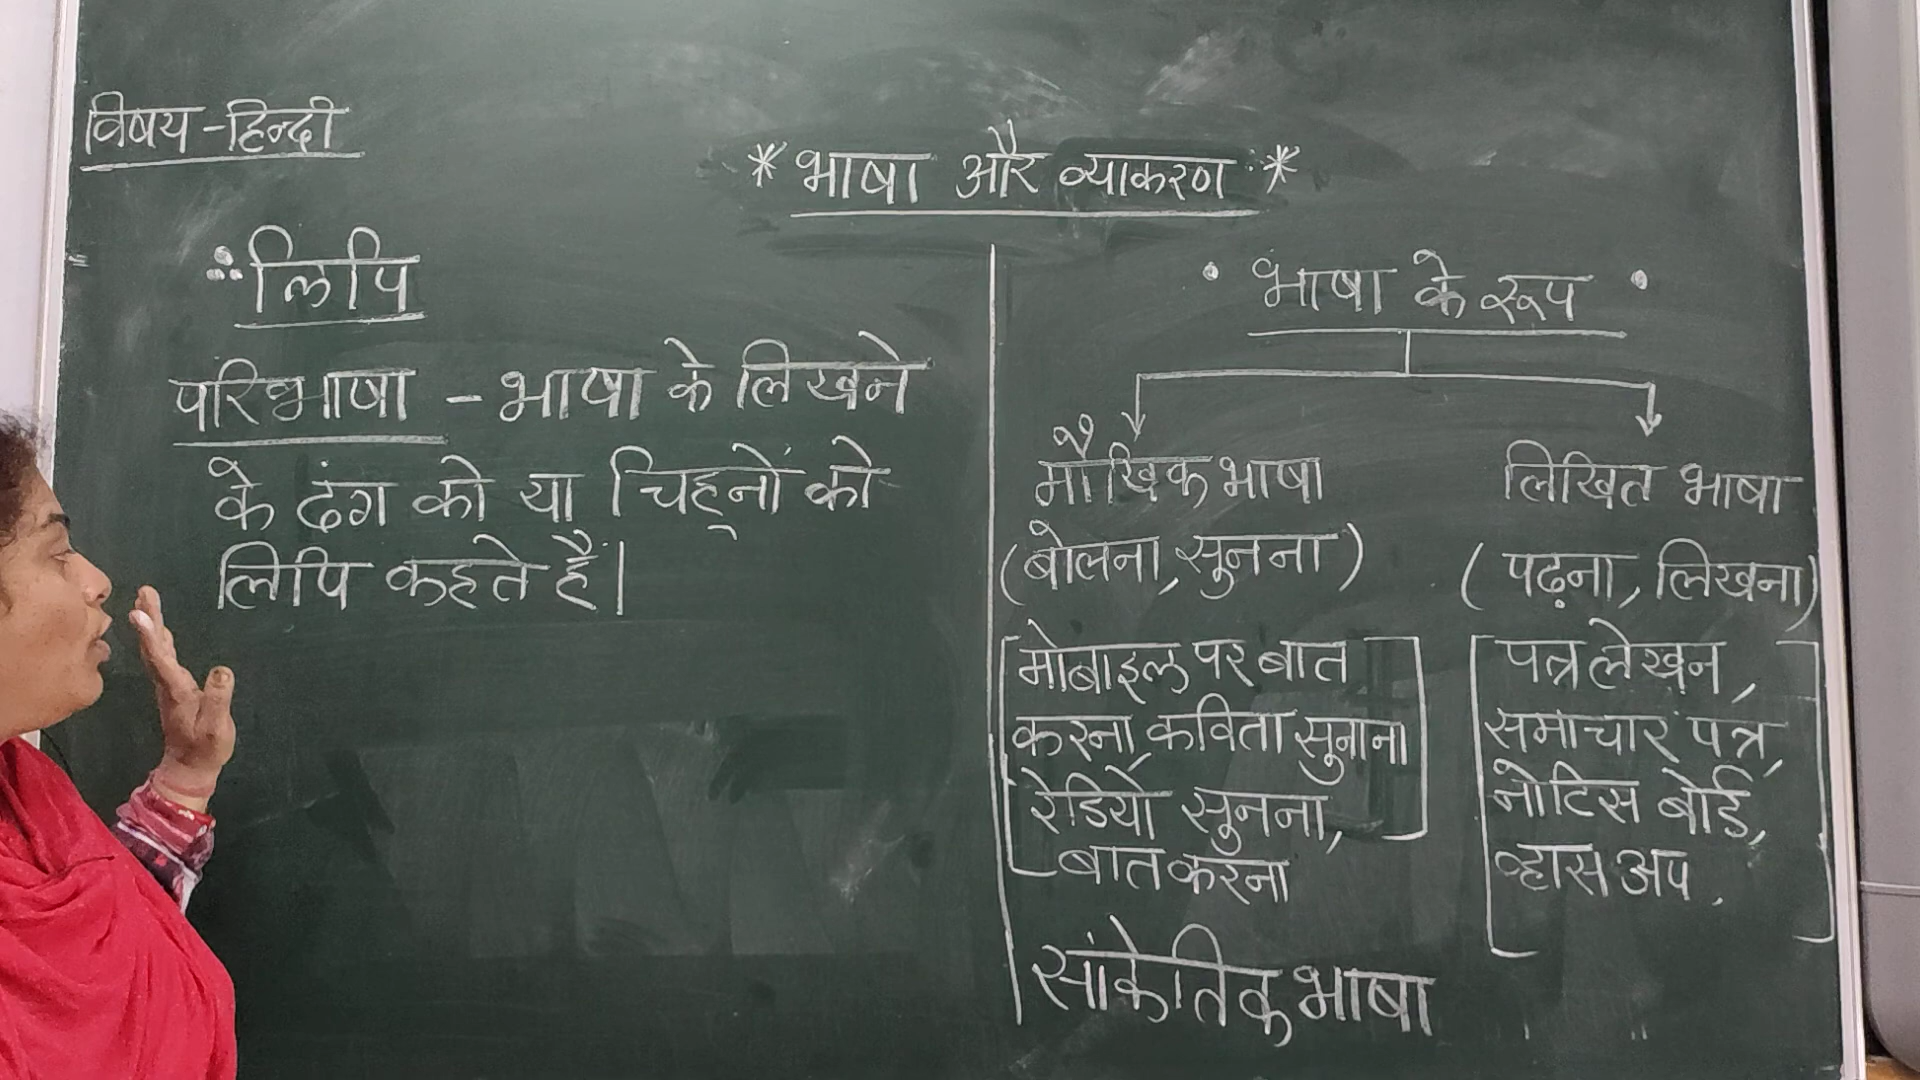 विषय - हिन्दी
* भाषा और व्याकरण *
लिपि
परिभाषा - भाषा के लिखने
के ढंग को या चिह्नों को
लिपि कहते हैं।
• भाषा के रूप •
मौखिक भाषा
(बोलना, सुनना)
मोबाइल पर बात
करना, कविता सुनाना
रेडियो सुनना,
बात करना
सांकेतिक भाषा
लिखित भाषा
(पढ़ना, लिखना)
पत्र लेखन,
समाचार पत्र,
नोटिस बोर्ड,
व्हास अप.